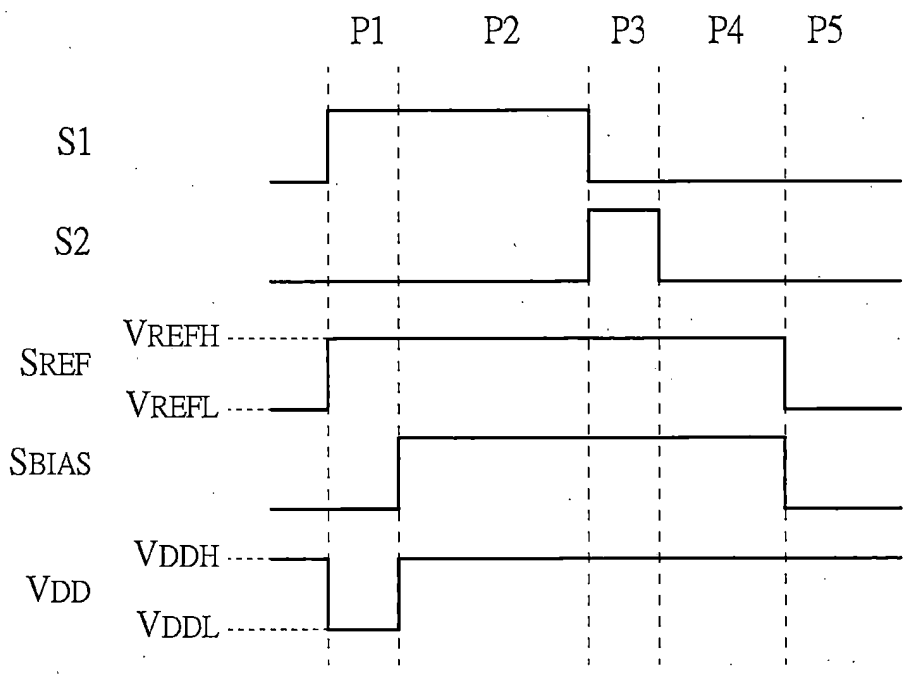 P1 P2 P3 P4 P5
S1
S2
SREF
VREFH
VREFL
SBIAS
VDD
VDDH
VDDL